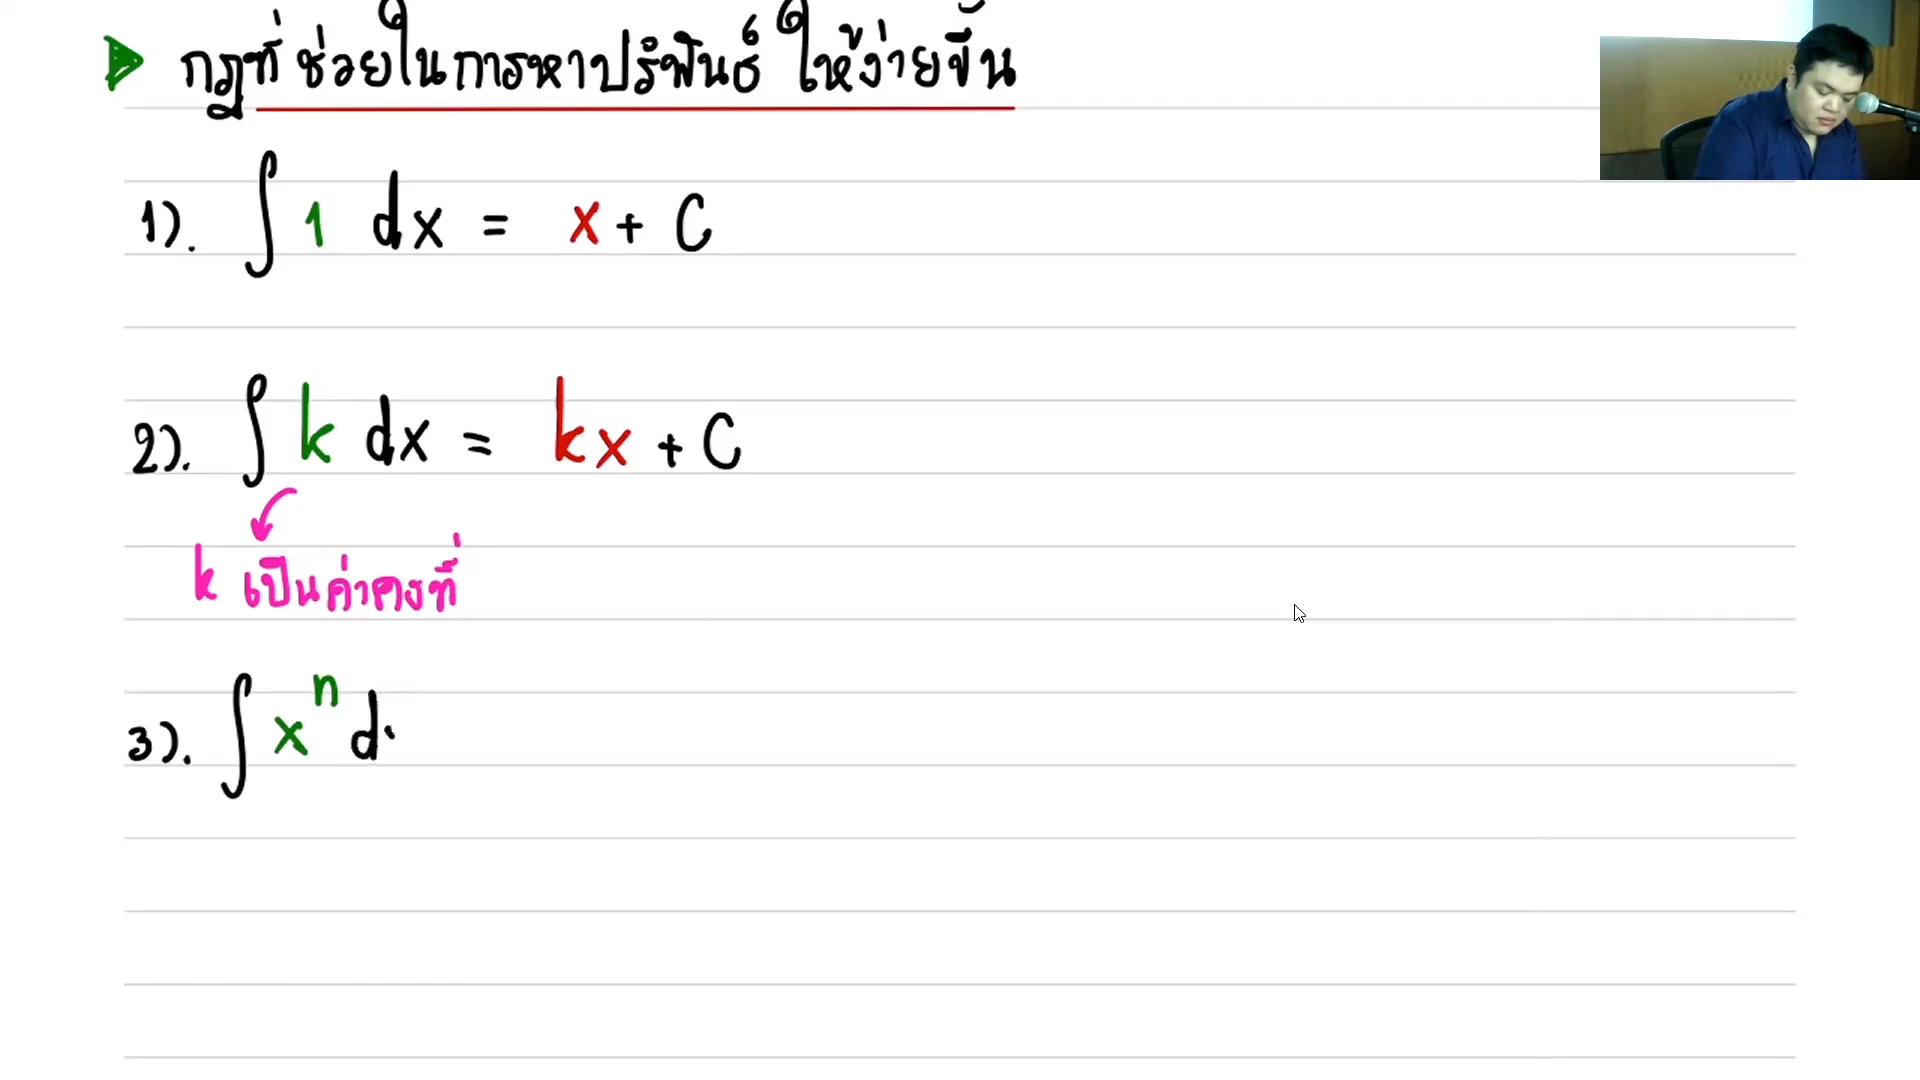 กฎที่ช่วยในการหาปริพันธ์ ให้ง่ายขึ้น
1). ∫ 1 dx = x + C
2). ∫ k dx = kx + C
k เป็นค่าคงที่
3). ∫ xⁿ d